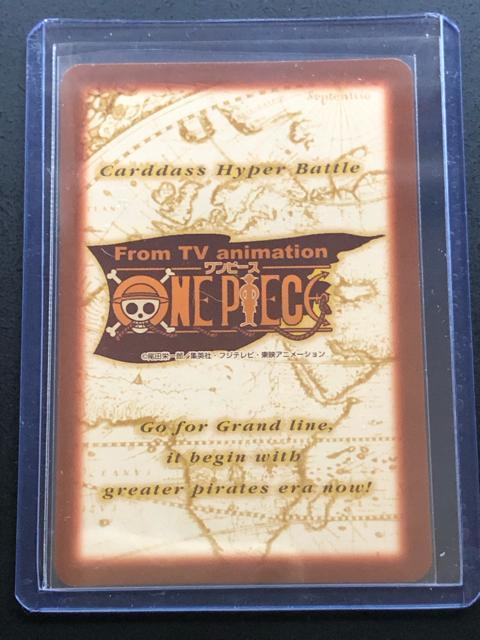 Septentrio
Carddass Hyper Battle
From TV animation
ワンピース
ONE PIECE
©尾田栄一郎/集英社・フジテレビ・東映アニメーション
Go for Grand line,
it begin with
greater pirates era now!